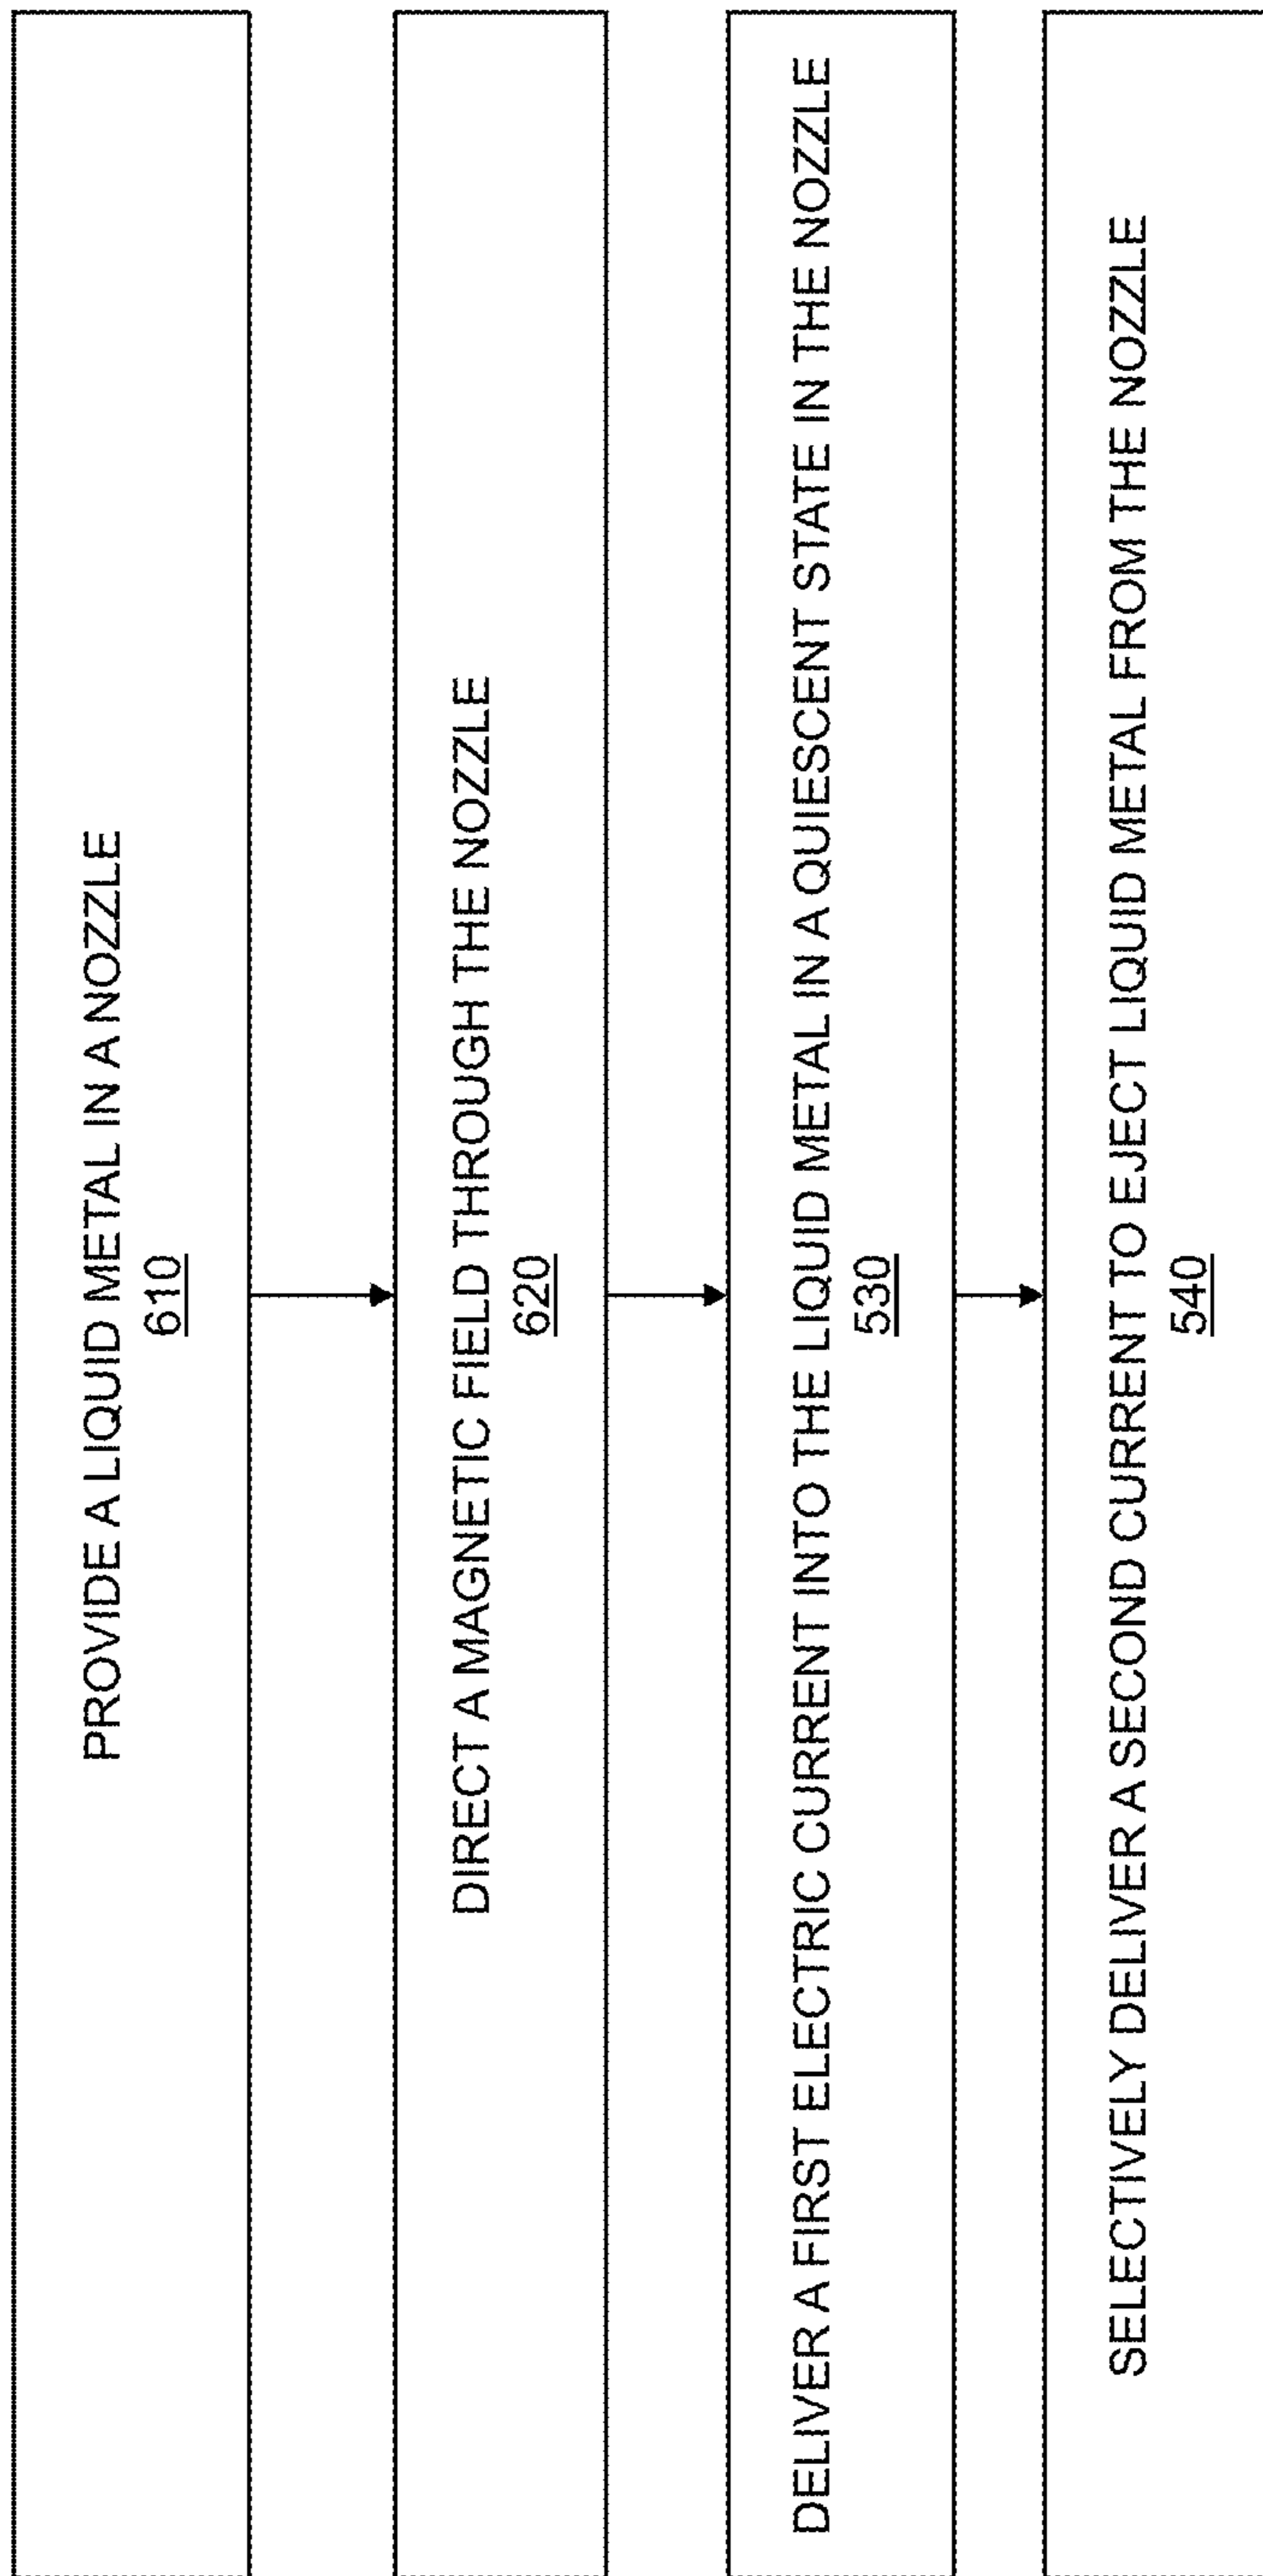 PROVIDE A LIQUID METAL IN A NOZZLE
610
DIRECT A MAGNETIC FIELD THROUGH THE NOZZLE
620
DELIVER A FIRST ELECTRIC CURRENT INTO THE LIQUID METAL IN A QUIESCENT STATE IN THE NOZZLE
530
SELECTIVELY DELIVER A SECOND CURRENT TO EJECT LIQUID METAL FROM THE NOZZLE
540